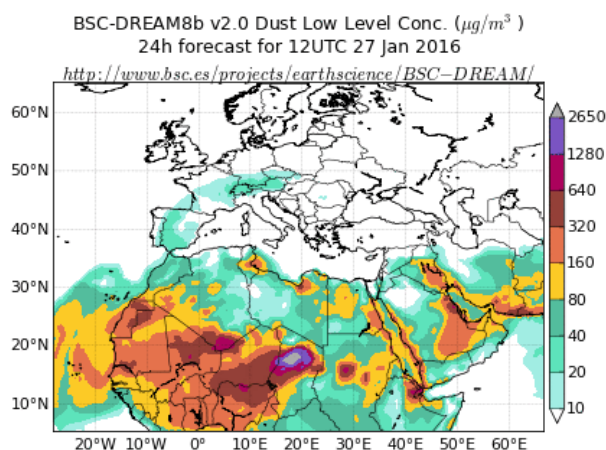 BSC-DREAM8b v2.0 Dust Low Level Conc. (μg/m³ )
24h forecast for 12UTC 27 Jan 2016
http://www.bsc.es/projects/earthscience/BSC−DREAM/
60°N
50°N
40°N
30°N
20°N
10°N
20°W 10°W 0° 10°E 20°E 30°E 40°E 50°E 60°E
2650
1280
640
320
160
80
40
20
10